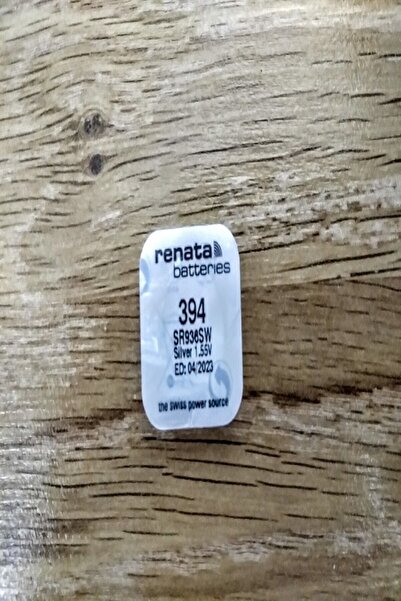 renata
batteries
394
SR936SW
Silver 1.55V
ED: 04/2023
the swiss power source